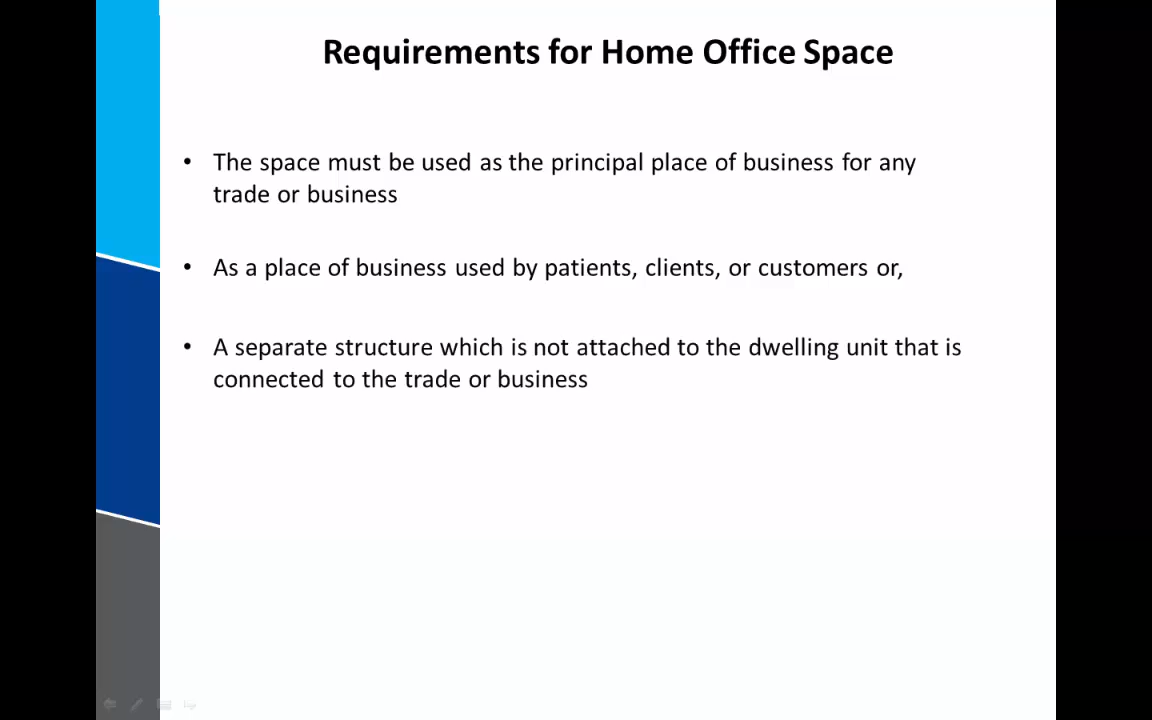 Requirements for Home Office Space
• The space must be used as the principal place of business for any
trade or business
• As a place of business used by patients, clients, or customers or,
• A separate structure which is not attached to the dwelling unit that is
connected to the trade or business